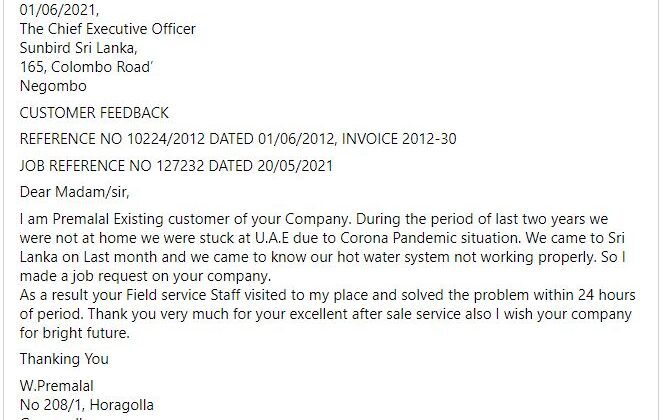 01/06/2021,
The Chief Executive Officer
Sunbird Sri Lanka,
165, Colombo Road’
Negombo
CUSTOMER FEEDBACK
REFERENCE NO 10224/2012 DATED 01/06/2012, INVOICE 2012-30
JOB REFERENCE NO 127232 DATED 20/05/2021
Dear Madam/sir,
I am Premalal Existing customer of your Company. During the period of last two years we
were not at home we were stuck at U.A.E due to Corona Pandemic situation. We came to Sri
Lanka on Last month and we came to know our hot water system not working properly. So I
made a job request on your company.
As a result your Field service Staff visited to my place and solved the problem within 24 hours
of period. Thank you very much for your excellent after sale service also I wish your company
for bright future.
Thanking You
W.Premalal
No 208/1, Horagolla